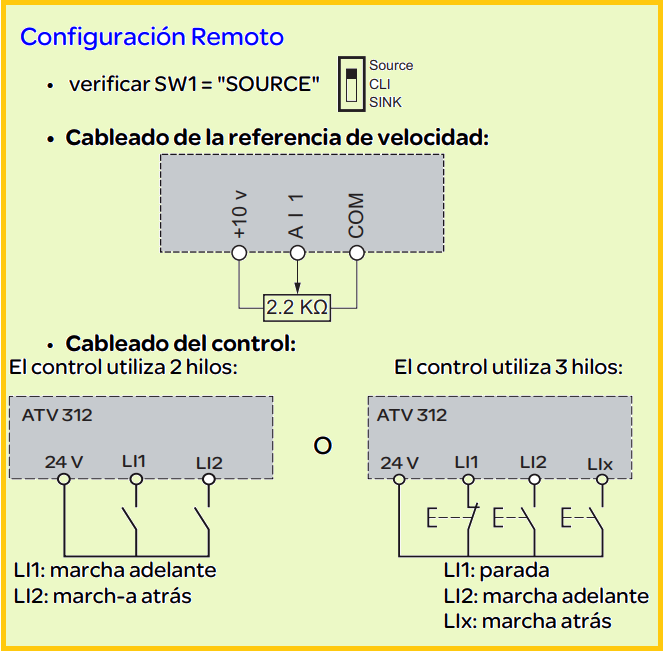 Configuración Remoto
• verificar SW1 = "SOURCE"
Source
CLI
SINK
• Cableado de la referencia de velocidad:
+10 v
A I 1
COM
2.2 KΩ
• Cableado del control:
El control utiliza 2 hilos:
El control utiliza 3 hilos:
ATV 312
24 V LI1 LI2
O
ATV 312
24 V LI1 LI2 LIx
LI1: marcha adelante
LI2: march-a atrás
LI1: parada
LI2: marcha adelante
LIx: marcha atrás